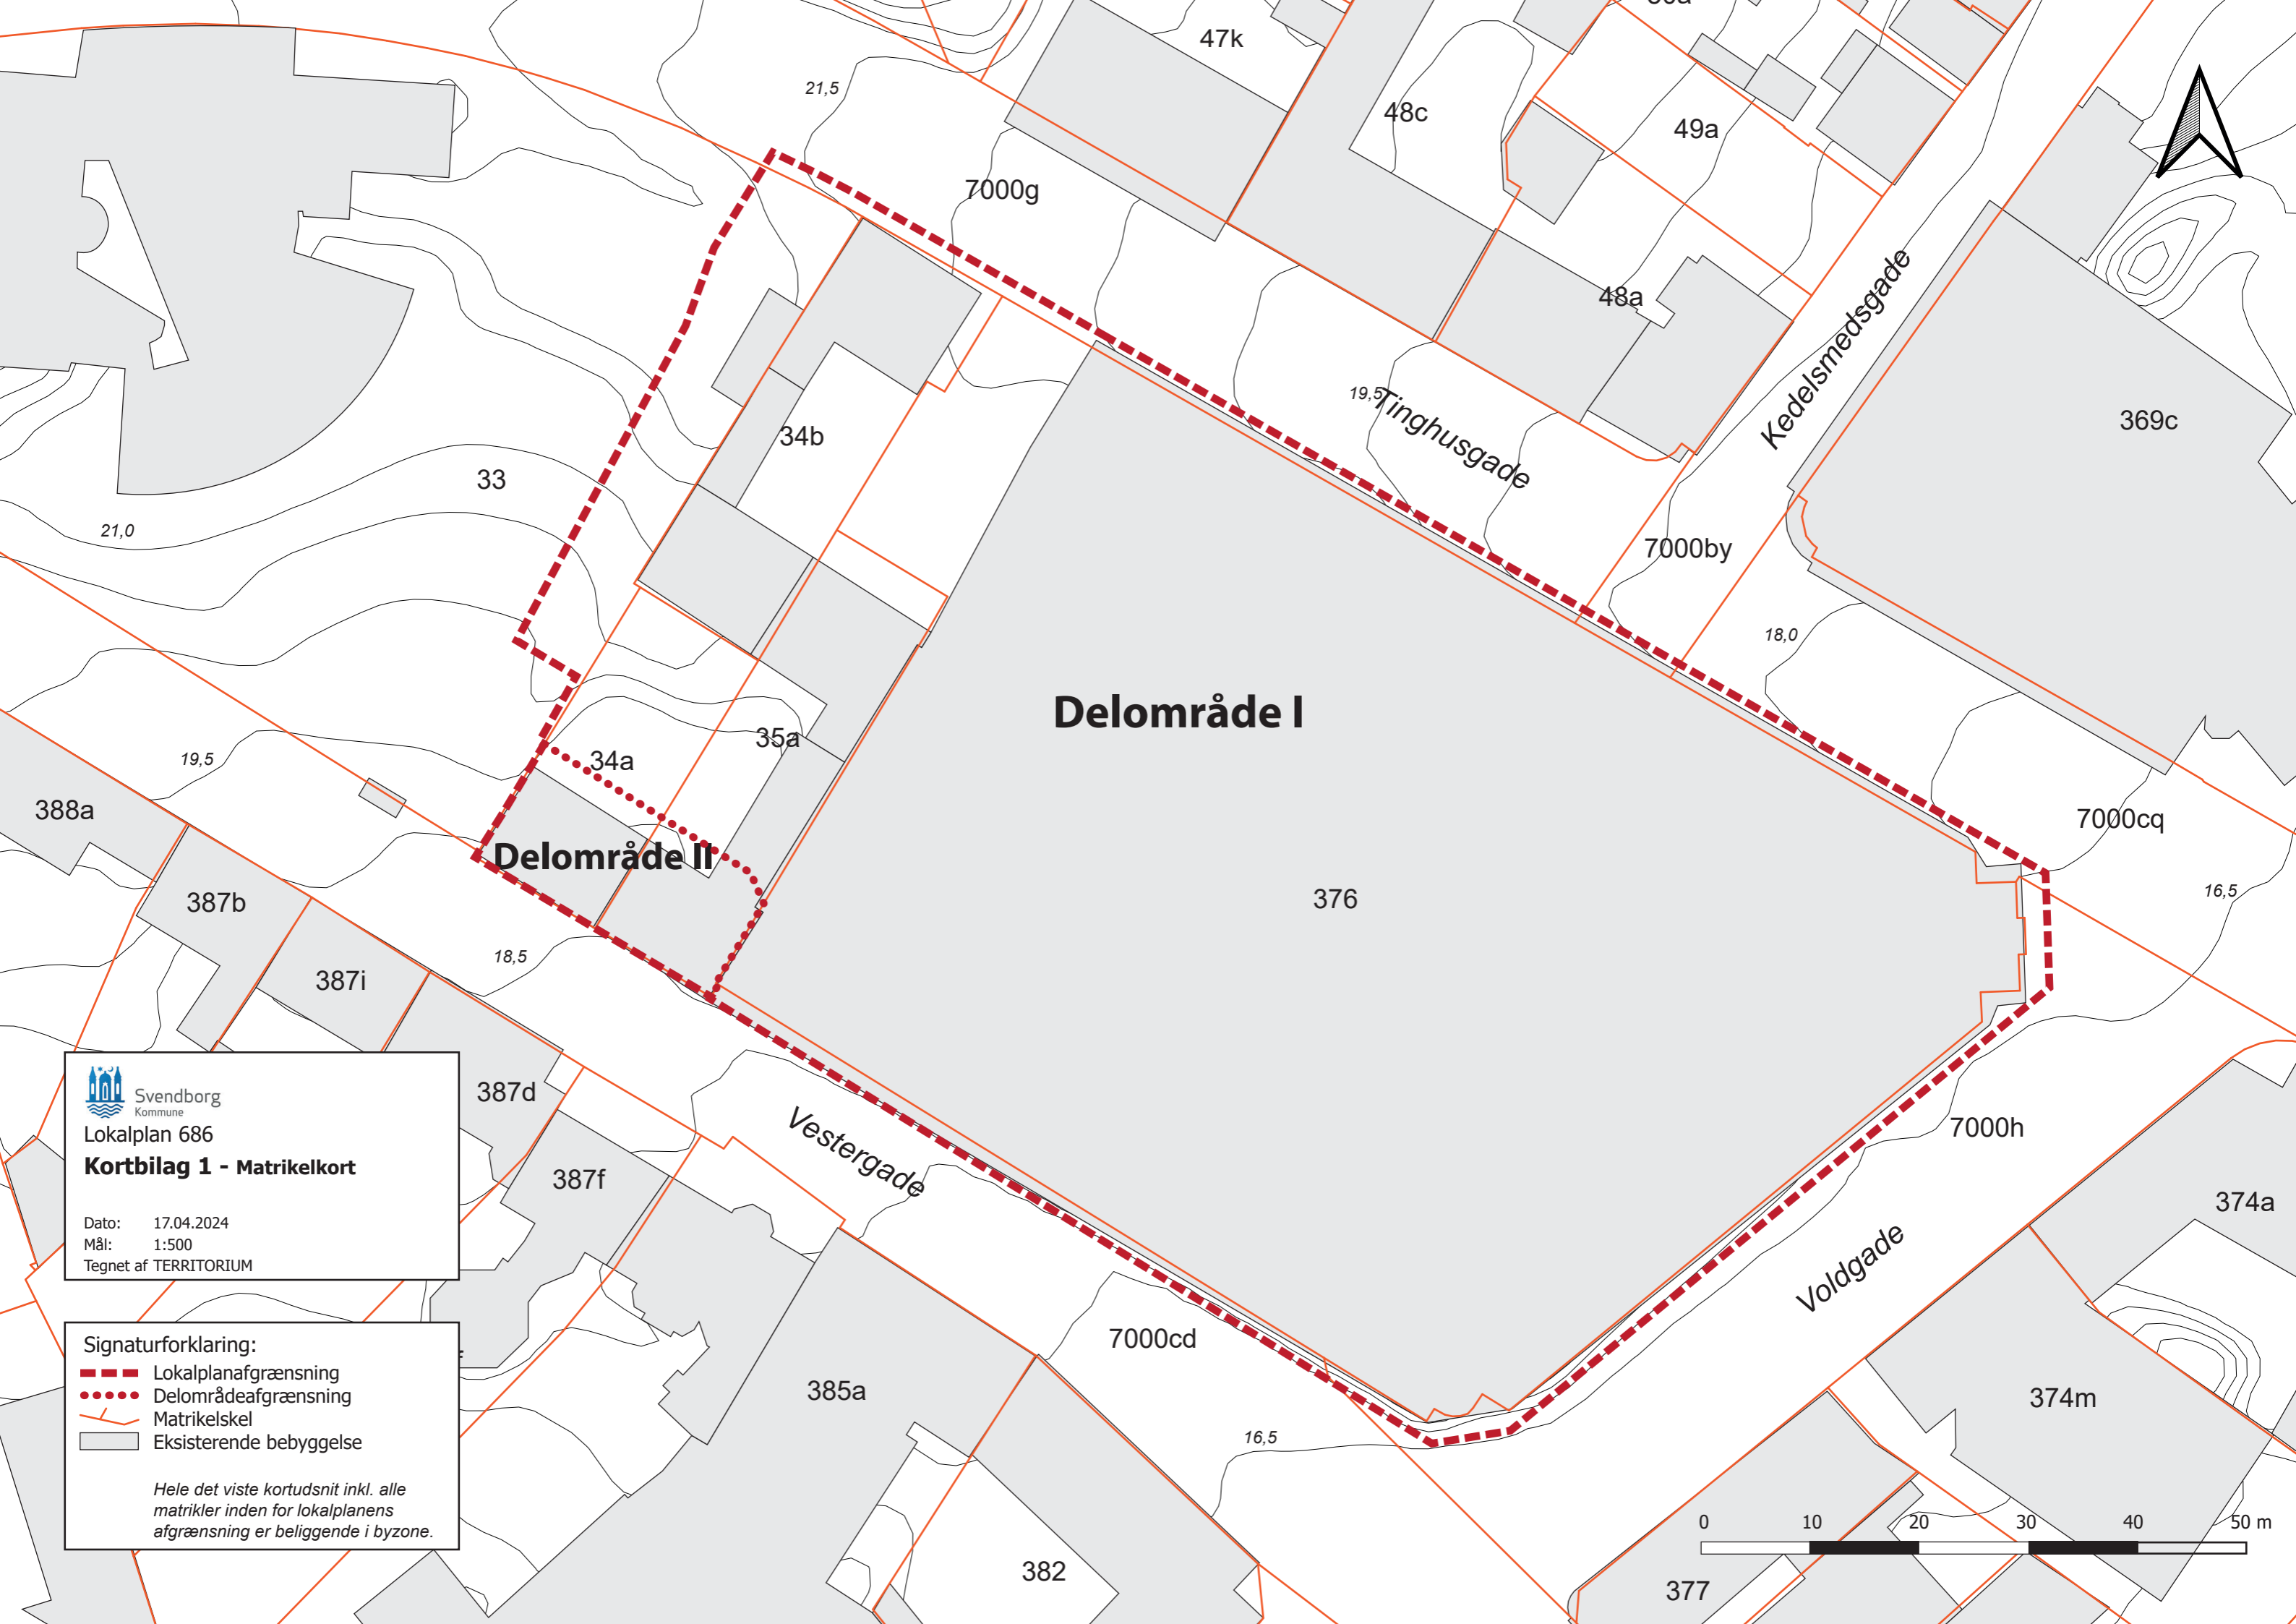 47k
21,5
48c
49a
7000g
Kedelsmedsgade
48a
369c
19,5
Tinghusgade
34b
33
21,0
7000by
18,0
Delområde I
35a
34a
19,5
388a
7000cq
Delområde II
376
16,5
387b
18,5
387i
387d
7000h
Vestergade
387f
374a
Voldgade
7000cd
385a
374m
16,5
382
377
Svendborg
Kommune
Lokalplan 686
Kortbilag 1 - Matrikelkort
Dato: 17.04.2024
Mål: 1:500
Tegnet af TERRITORIUM
Signaturforklaring:
Lokalplanafgrænsning
Delområdeafgrænsning
Matrikelskel
Eksisterende bebyggelse
Hele det viste kortudsnit inkl. alle
matrikler inden for lokalplanens
afgrænsning er beliggende i byzone.
0 10 20 30 40 50 m